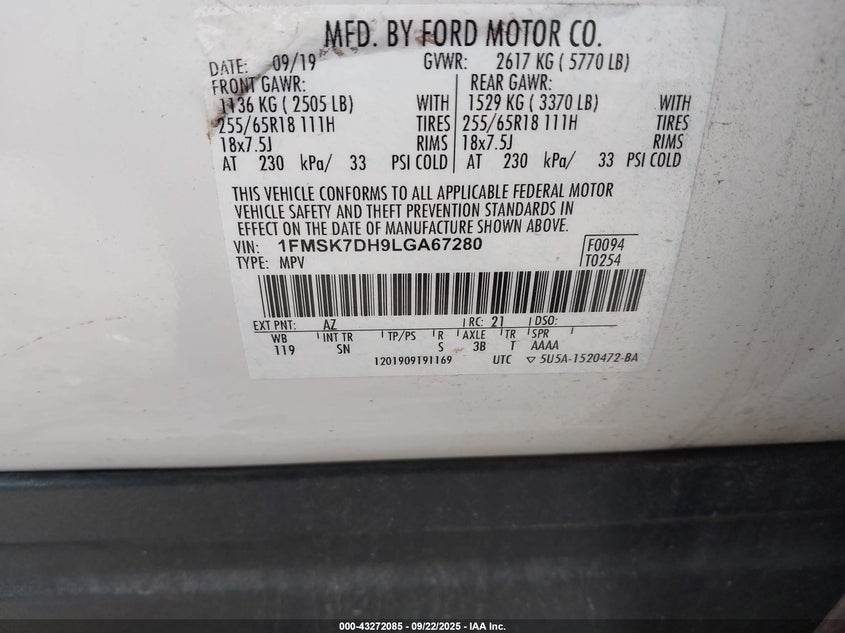 MFD. BY FORD MOTOR CO.
DATE: 09/19 GVWR: 2617 KG ( 5770 LB)
FRONT GAWR: REAR GAWR:
1136 KG ( 2505 LB) WITH 1529 KG ( 3370 LB) WITH
255/65R18 111H TIRES 255/65R18 111H TIRES
18x7.5J RIMS 18x7.5J RIMS
AT 230 kPa/ 33 PSI COLD AT 230 kPa/ 33 PSI COLD
THIS VEHICLE CONFORMS TO ALL APPLICABLE FEDERAL MOTOR
VEHICLE SAFETY AND THEFT PREVENTION STANDARDS IN
EFFECT ON THE DATE OF MANUFACTURE SHOWN ABOVE.
VIN: 1FMSK7DH9LGA67280 F0094
TYPE: MPV T0254
EXT PNT: AZ RC: 21 DSO:
WB INT TR TP/PS R AXLE TR SPR
119 SN S 3B T AAAA
1201909T91169 UTC ▽ 5U5A-1520472-BA
000-43272085 - 09/22/2025 - IAA Inc.